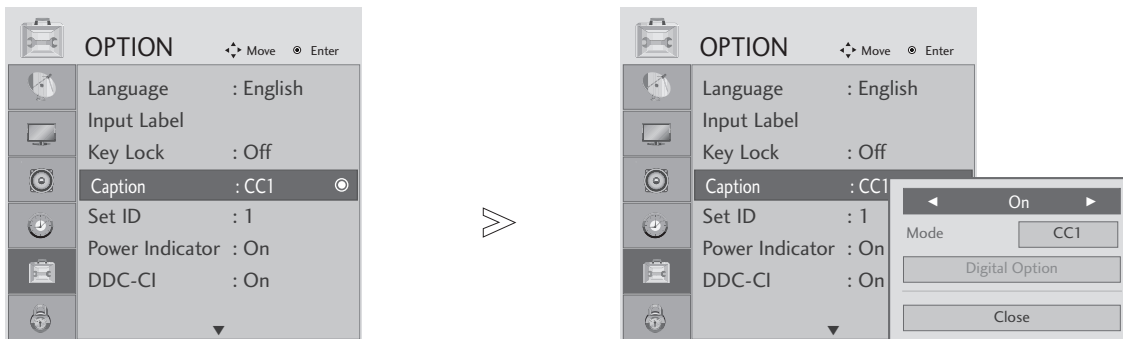 OPTION Move Enter
Language : English
Input Label
Key Lock : Off
Caption : CC1
Set ID : 1
Power Indicator : On
DDC-CI : On
OPTION Move Enter
Language : English
Input Label
Key Lock : Off
Caption : CC1
Set ID : 1
Power Indicator : On
DDC-CI : On
On
Mode CC1
Digital Option
Close